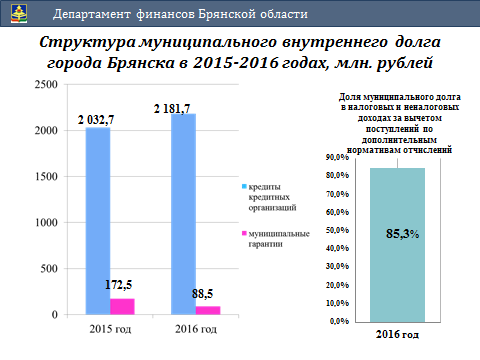 Департамент финансов Брянской области
Структура муниципального внутреннего долга
города Брянска в 2015-2016 годах, млн. рублей
2500
2000
1500
1000
500
0
2 032,7
172,5
2 181,7
88,5
2015 год
2016 год
кредиты
кредитных
организаций
муниципальные
гарантии
Доля муниципального долга
в налоговых и неналоговых
доходах за вычетом
поступлений по
дополнительным
нормативам отчислений
90,0%
80,0%
70,0%
60,0%
50,0%
40,0%
30,0%
20,0%
10,0%
0,0%
85,3%
2016 год